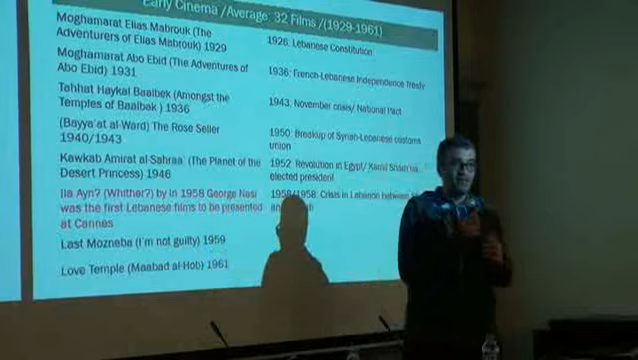 Early Cinema /Average: 32 Films /(1929-1961)
Moghamarat Elias Mabrouk (The
Adventurers of Elias Mabrouk) 1929
Moghamarat Abo Ebid (The Adventures of
Abo Ebid) 1931
Tahhat Haykal Baalbek (Amongst the
Temples of Baalbak ) 1936
(Bayya'at al-Ward) The Rose Seller
1940/1943
Kawkab Amirat al-Sahraa' (The Planet of the
Desert Princess) 1946
Ila Ayn? (Whither?) by In 1958 George Nasi
was the first Lebanese films to be presented
at Cannes
Last Mozneba (I'm not guilty) 1959
Love Temple (Maabad al-Hob) 1961
1926: Lebanese Constitution
1936: French-Lebanese Independence Treaty
1943: November crisis/ National Pact
1950: Breakup of Syrian-Lebanese customs
union
1952: Revolution in Egypt/ Kamil
elected president
1958: Crisis in Lebanon between